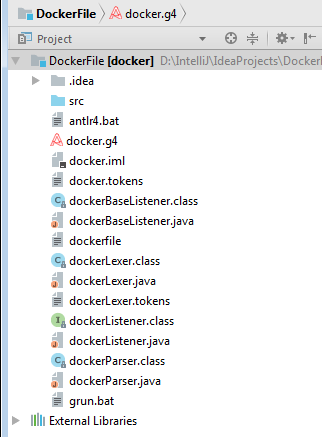 DockerFile docker.g4
Project
DockerFile [docker] D:\IntelliJ\IdeaProjects\Docker
.idea
src
antlr4.bat
docker.g4
docker.iml
docker.tokens
dockerBaseListener.class
dockerBaseListener.java
dockerfile
dockerLexer.class
dockerLexer.java
dockerLexer.tokens
dockerListener.class
dockerListener.java
dockerParser.class
dockerParser.java
grun.bat
External Libraries